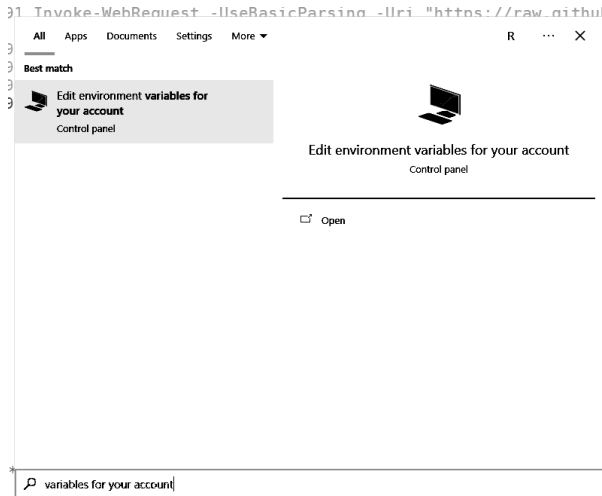 91 Invoke-WebRequest -UseBasicParsing -Uri "https://raw.githu
All Apps Documents Settings More R ... ×
Best match
Edit environment variables for
your account
Control panel
Edit environment variables for your account
Control panel
Open
variables for your account